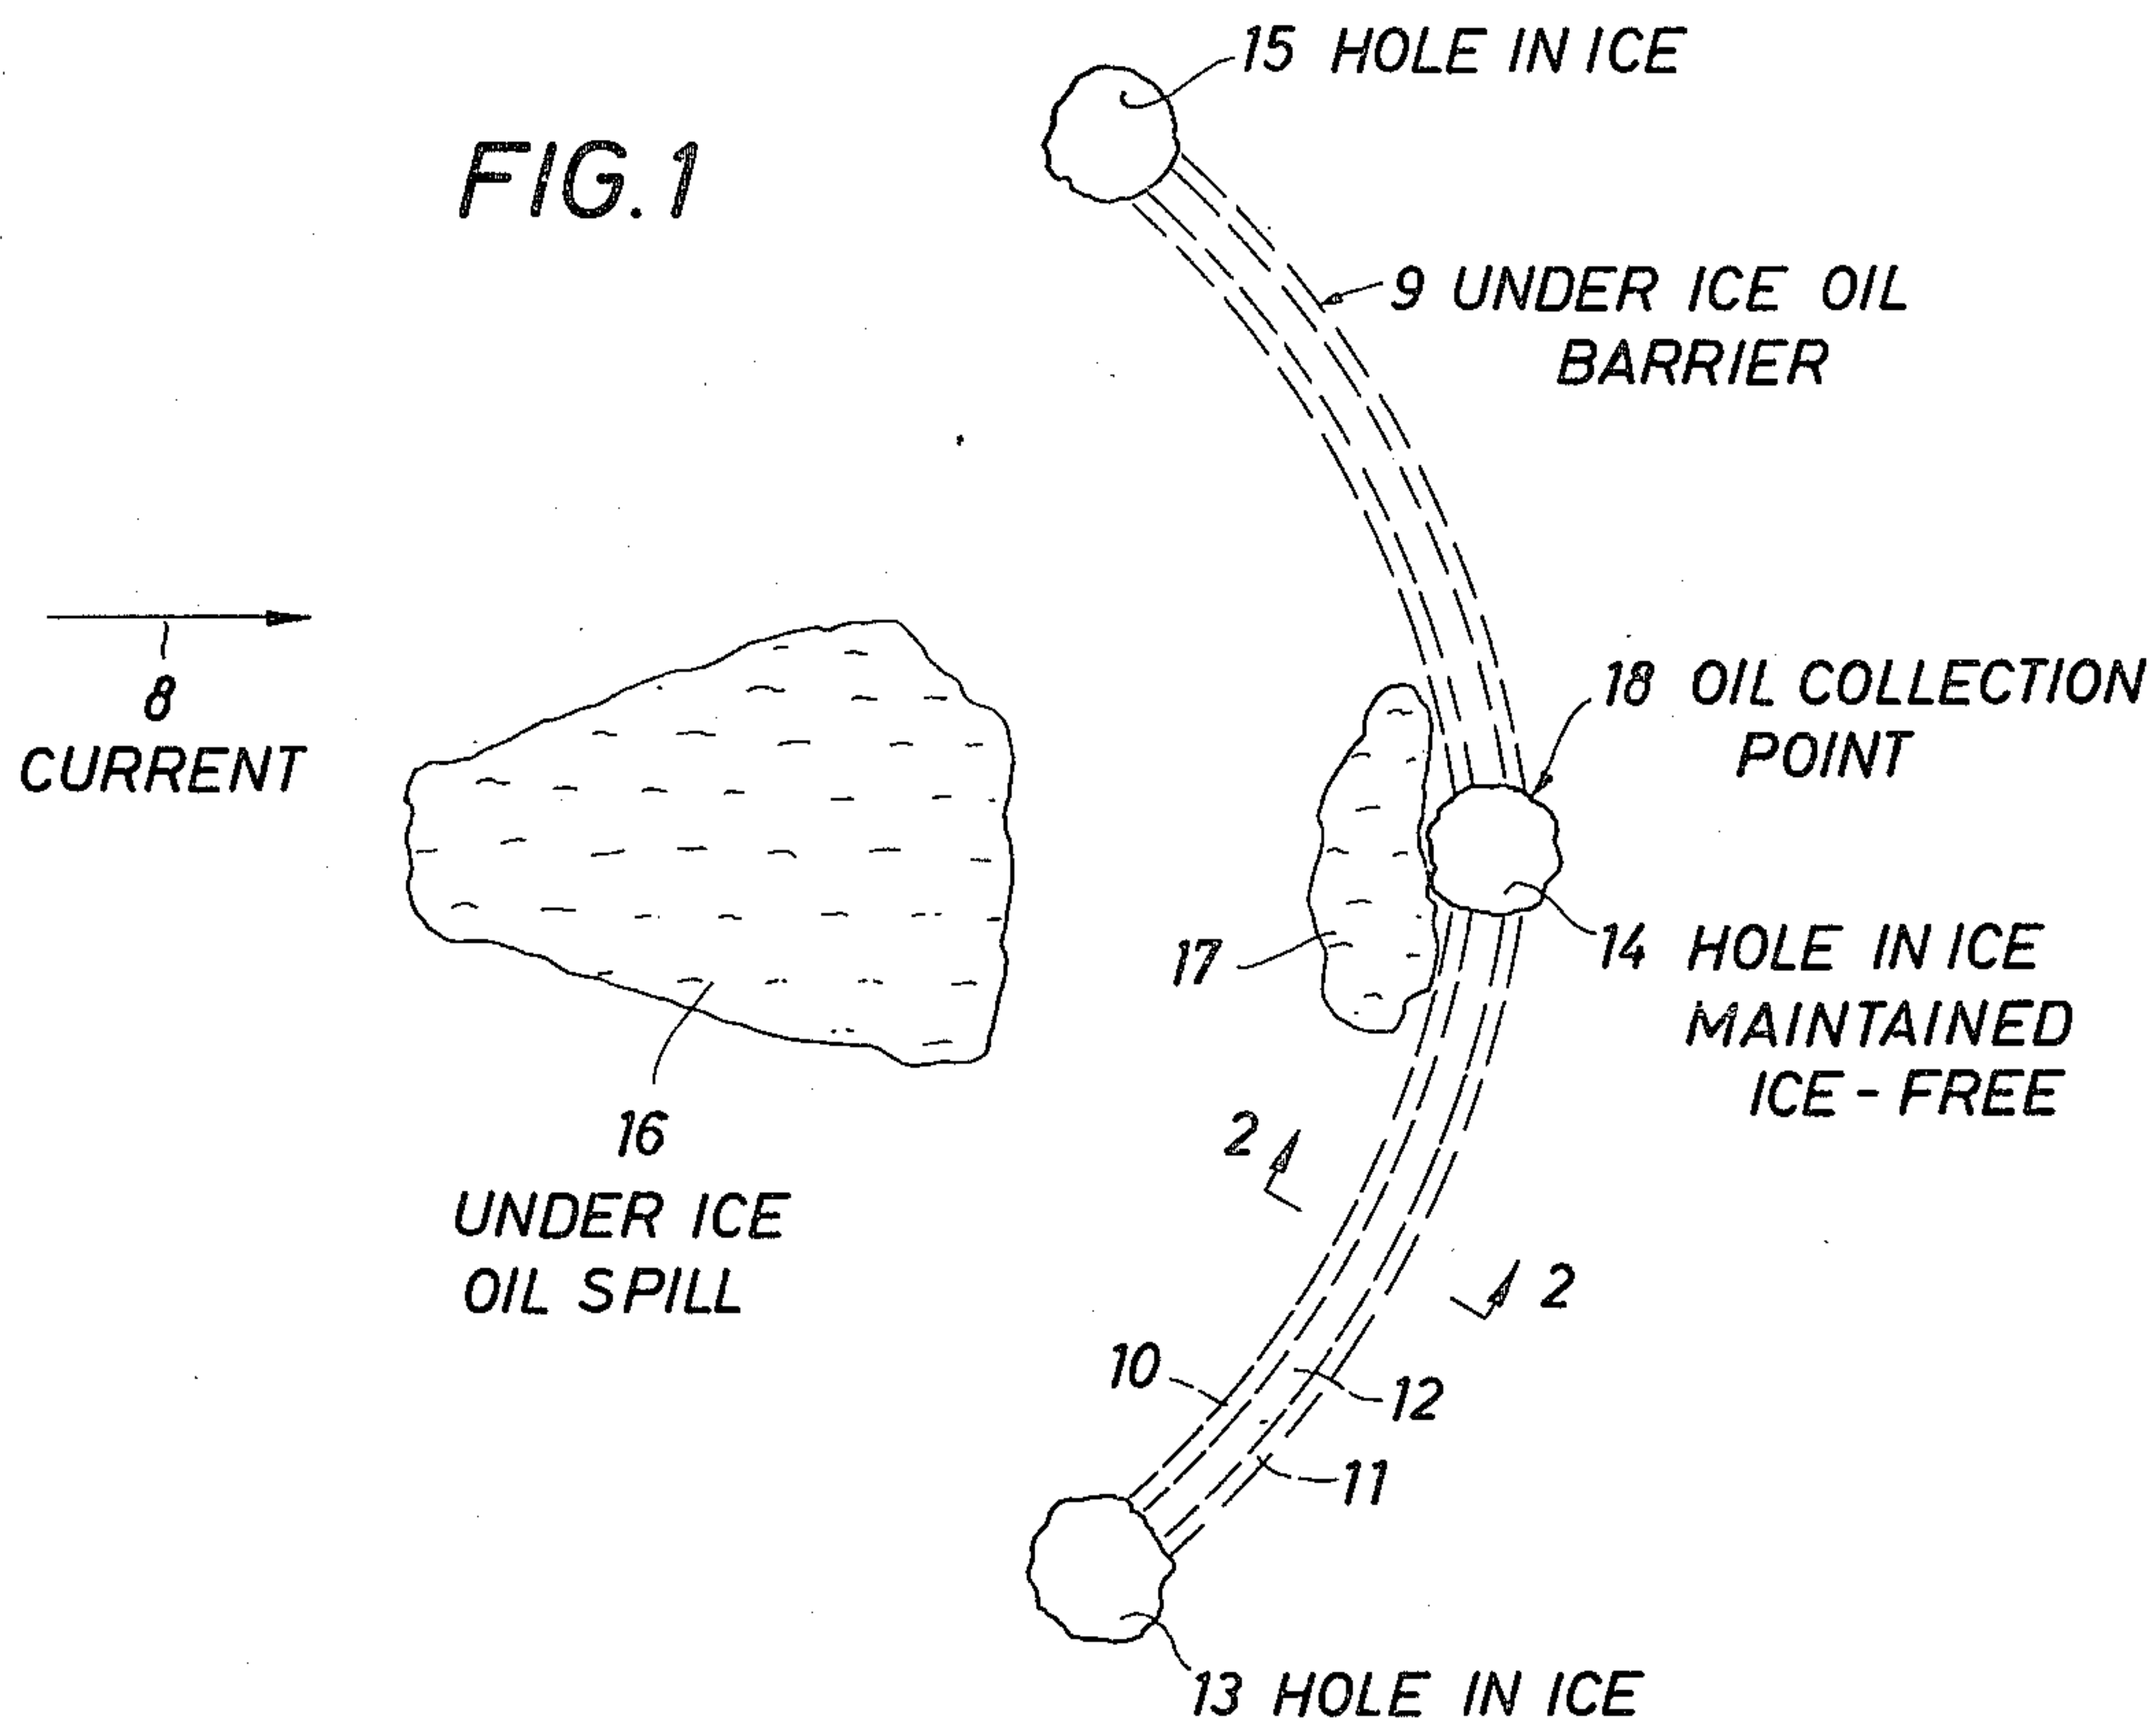 FIG.1
15 HOLE IN ICE
9 UNDER ICE OIL
BARRIER
8
CURRENT
18 OIL COLLECTION
POINT
17
14 HOLE IN ICE
MAINTAINED
ICE-FREE
16
UNDER ICE
OIL SPILL
2
2
10
12
11
13 HOLE IN ICE